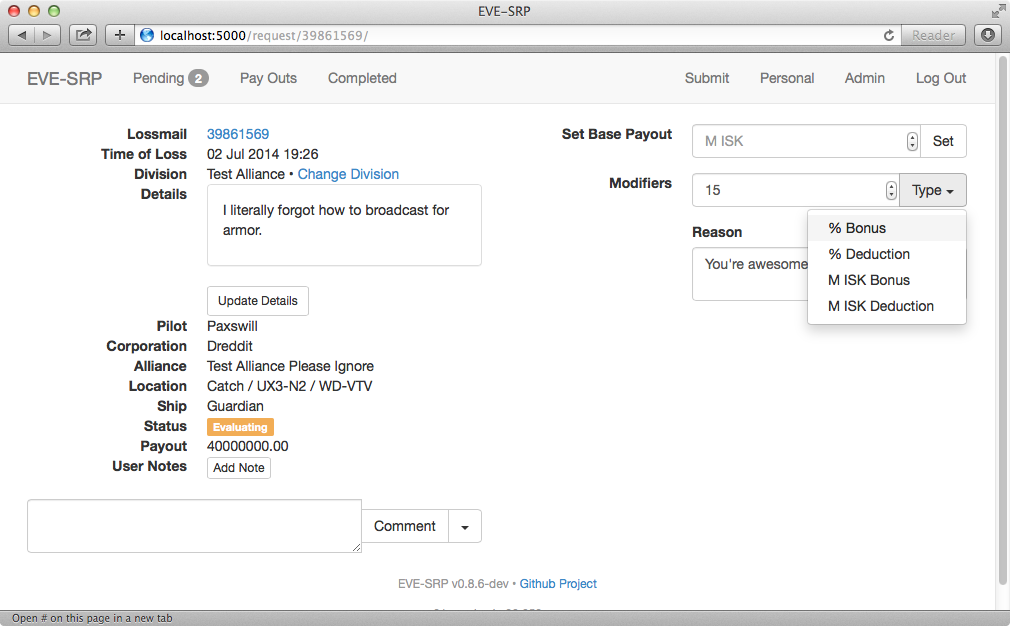 EVE-SRP
localhost:5000/request/39861569/
Reader
EVE-SRP Pending 2 Pay Outs Completed Submit Personal Admin Log Out
Lossmail 39861569
Time of Loss 02 Jul 2014 19:26
Division Test Alliance • Change Division
Details
I literally forgot how to broadcast for
armor.
Update Details
Pilot Paxswill
Corporation Dreddit
Alliance Test Alliance Please Ignore
Location Catch / UX3-N2 / WD-VTV
Ship Guardian
Status Evaluating
Payout 40000000.00
User Notes Add Note
Comment
Set Base Payout M ISK Set
Modifiers 15 Type
% Bonus
% Deduction
M ISK Bonus
M ISK Deduction
Reason
You're awesome
EVE-SRP v0.8.6-dev • Github Project
Open # on this page in a new tab